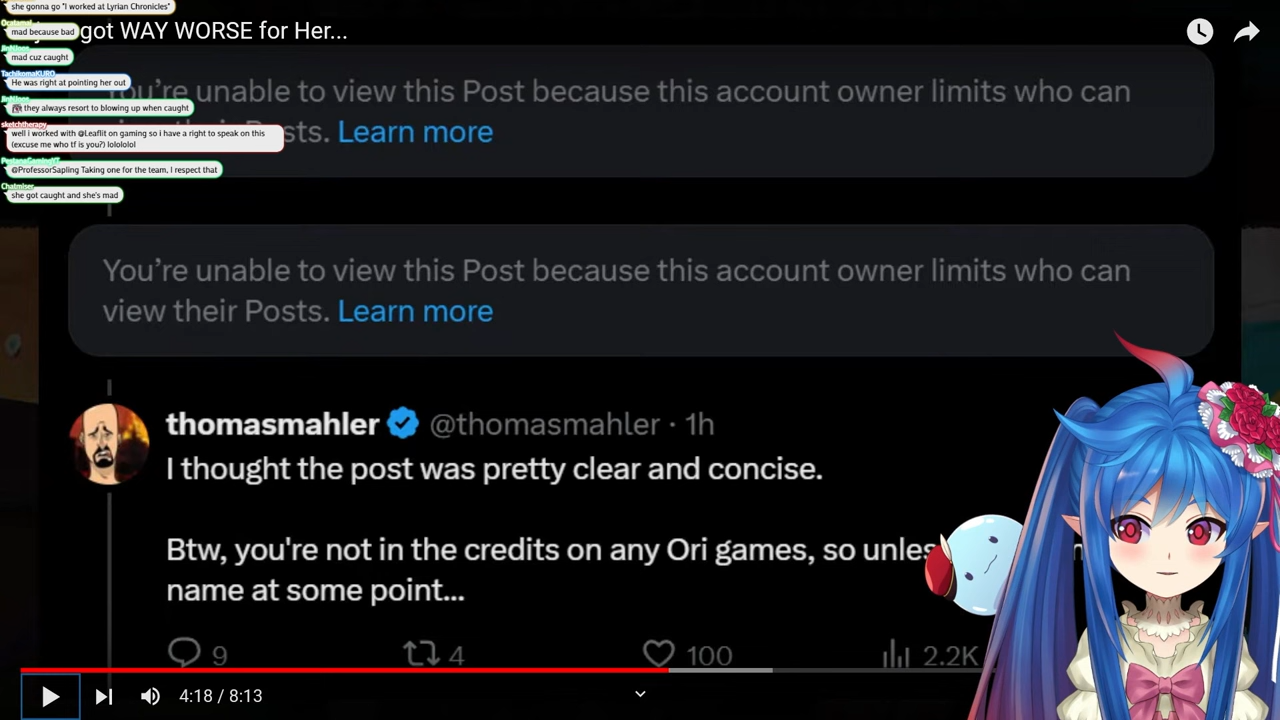 she gonna go "I worked at Lyrian Chronicles"
mad because bad
got WAY WORSE for Her...
mad cuz caught
TachikomaKURO
He was right at pointing her out
You're unable to view this Post because this account owner limits who can
they always resort to blowing up when caught
sketchtherapy
well i worked with @Leaflit on gaming so i have a right to speak on this
(excuse me who tf is you?) lolololol
Posts. Learn more
@ProfessorSapling Taking one for the team, I respect that
Chatmiser
she got caught and she's mad
You're unable to view this Post because this account owner limits who can
view their Posts. Learn more
thomasmahler @thomasmahler · 1h
I thought the post was pretty clear and concise.
Btw, you're not in the credits on any Ori games, so
name at some point...
9 4 100 2.2K
4:18 / 8:13